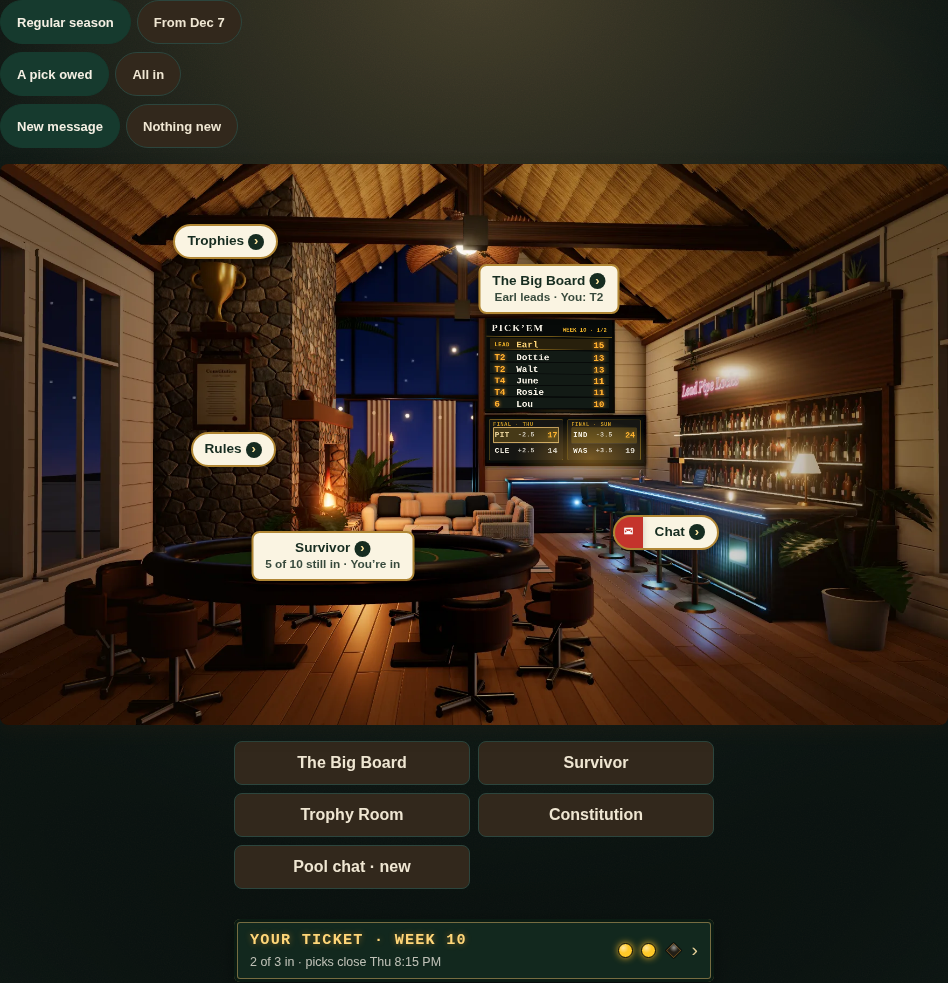 Regular season
From Dec 7
A pick owed
All in
New message
Nothing new
Trophies
The Big Board
Earl leads · You: T2
PICK'EM WEEK 10 · 1/2
LEAD Earl 15
T2 Dottie 13
T2 Walt 13
T4 June 11
T4 Rosie 11
6 Lou 10
FINAL · THU
PIT -2.5 17
CLE +2.5 14
FINAL · SUN
IND -3.5 24
WAS +3.5 19
Rules
Chat
Survivor
5 of 10 still in · You're in
The Big Board
Survivor
Trophy Room
Constitution
Pool chat · new
YOUR TICKET · WEEK 10
2 of 3 in · picks close Thu 8:15 PM